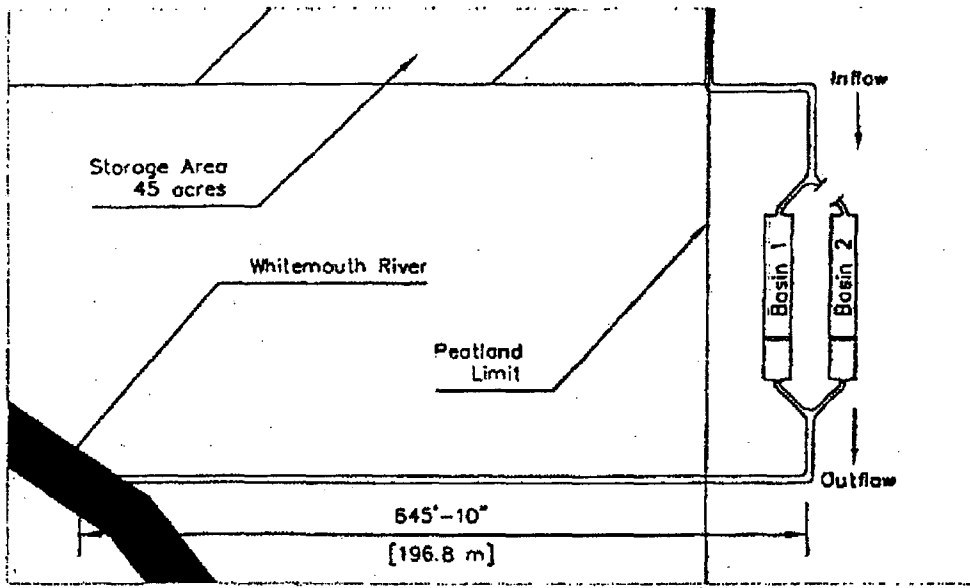 Inflow
Storage Area
45 acres
Basin 1
Basin 2
Whitemouth River
Peatland
Limit
Outflow
645'-10"
[196.8 m]